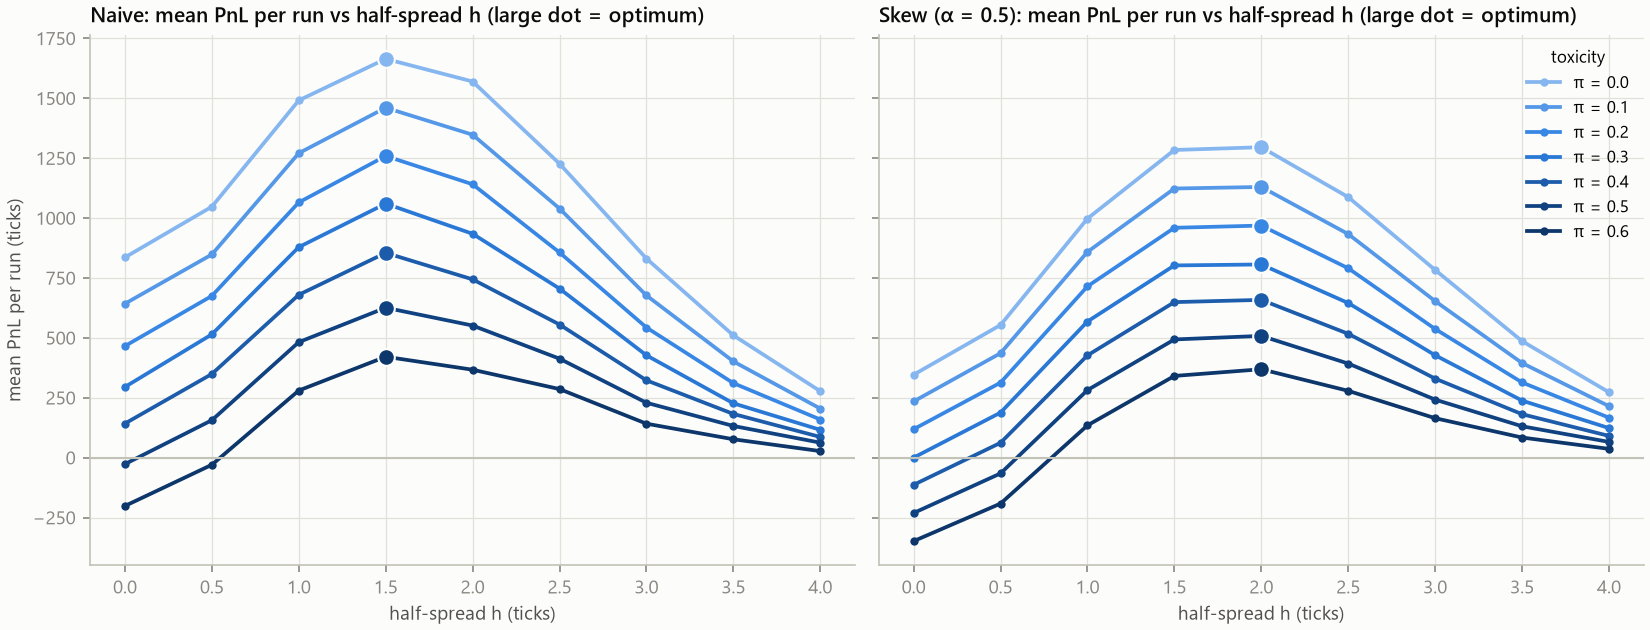 Naive: mean PnL per run vs half-spread h (large dot = optimum)
mean PnL per run (ticks)
1750
1500
1250
1000
750
500
250
0
−250
0.0 0.5 1.0 1.5 2.0 2.5 3.0 3.5 4.0
half-spread h (ticks)
Skew (α = 0.5): mean PnL per run vs half-spread h (large dot = optimum)
toxicity
π = 0.0
π = 0.1
π = 0.2
π = 0.3
π = 0.4
π = 0.5
π = 0.6
0.0 0.5 1.0 1.5 2.0 2.5 3.0 3.5 4.0
half-spread h (ticks)